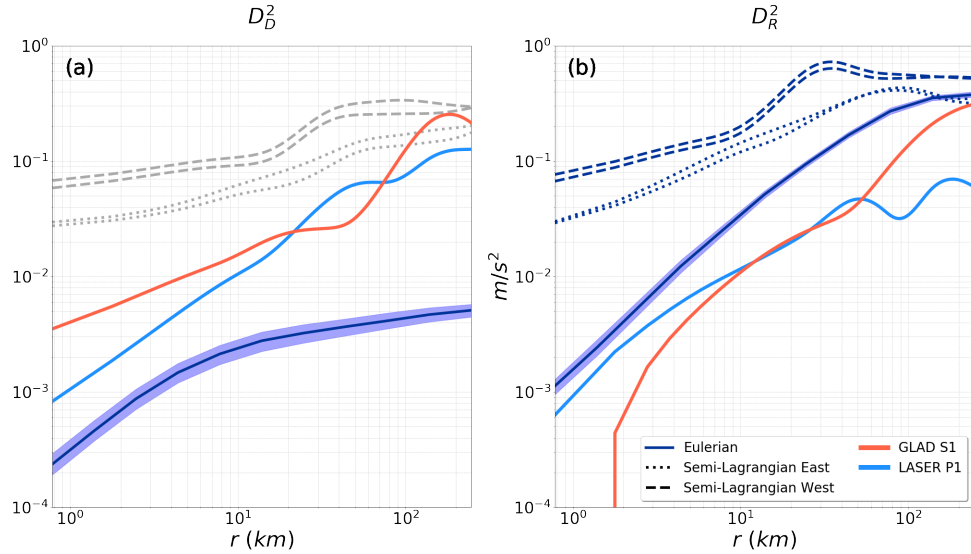 D_D^2
D_R^2
(a)
10^0
10^-1
10^-2
10^-3
10^-4
10^0
10^1
10^2
r (km)
(b)
m/s^2
10^0
10^-1
10^-2
10^-3
10^-4
10^0
10^1
10^2
r (km)
Eulerian
Semi-Lagrangian East
Semi-Lagrangian West
GLAD S1
LASER P1